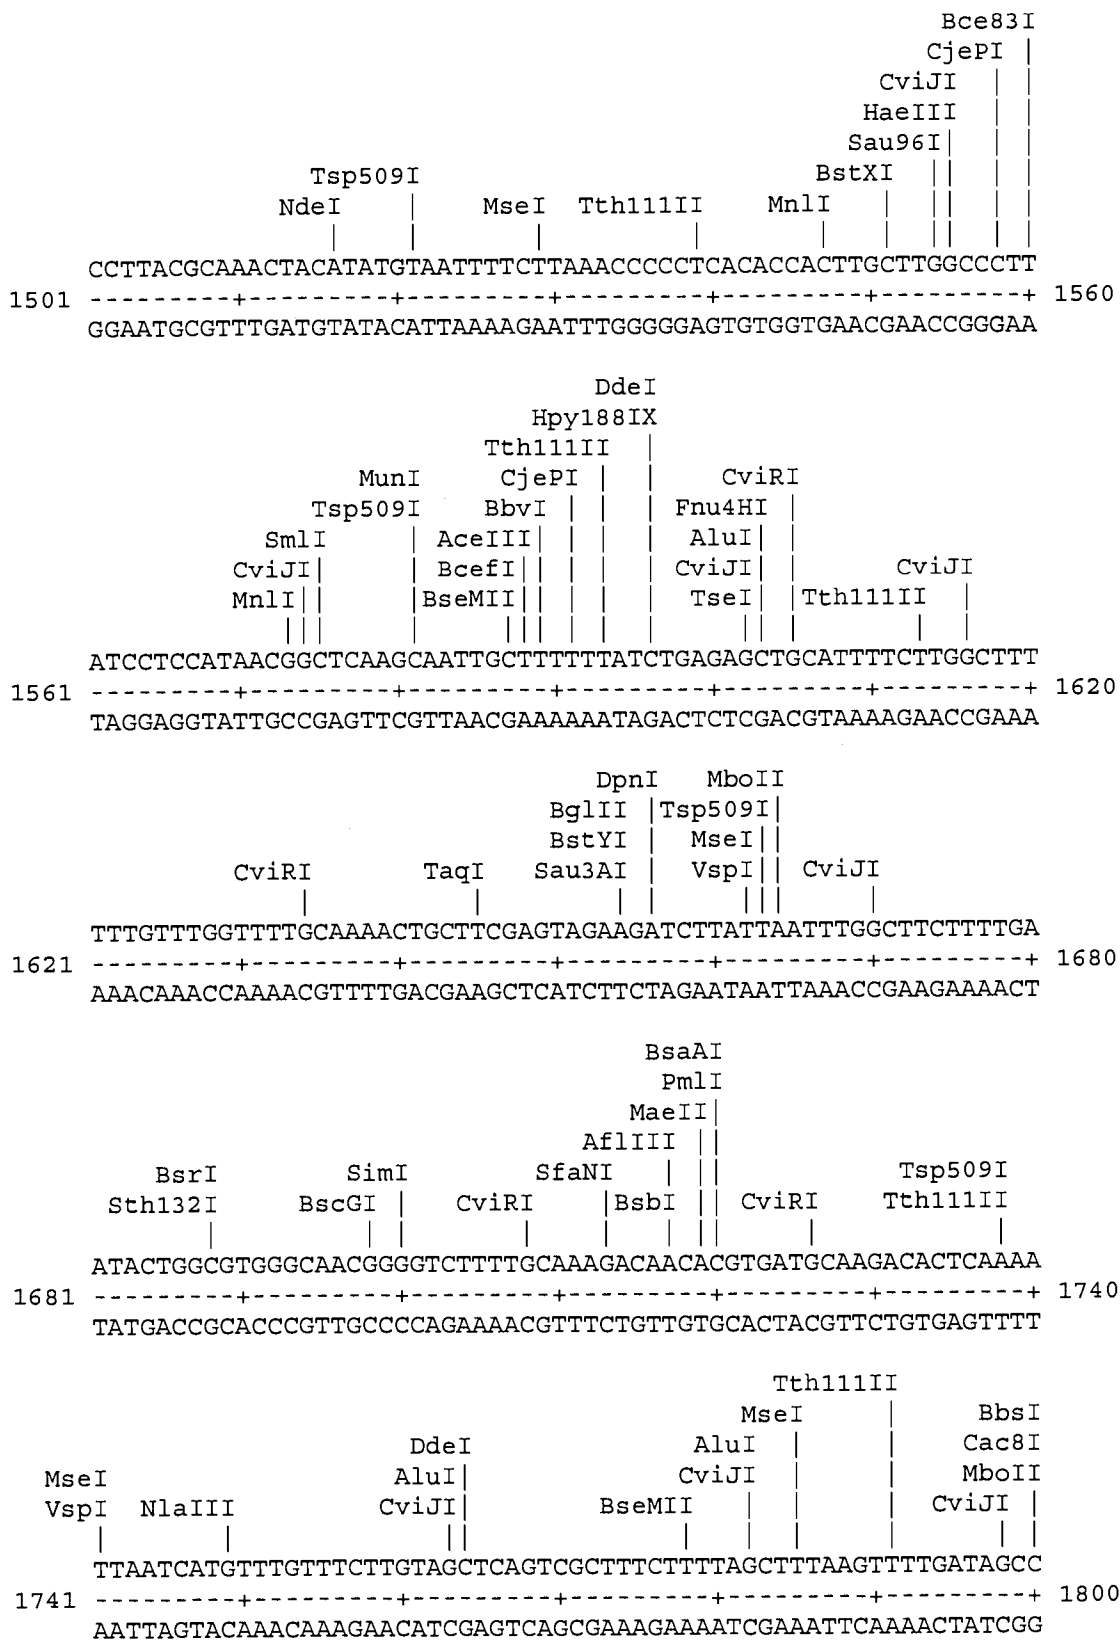 Bce83I
CjePI
CviJI
HaeIII
Sau96I
Tsp509I BstXI
NdeI MseI Tth111II MnlI
CCTTACGCAAACTACATATGTAATTTTCTTAAACCCCCTCACACCACTTGCTTGGCCCTT
1501 ---------+---------+---------+---------+---------+---------+ 1560
GGAATGCGTTTGATGTATACATTAAAAGAATTTGGGGGAGTGTGGTGAACGAACCGGGAA
DdeI
Hpy188IX
Tth111II
MunI CjePI CviRI
Tsp509I BbvI Fnu4HI
SmlI AceIII AluI
CviJI BcefI CviJI CviJI
MnlI BseMII TseI Tth111II
ATCCTCCATAACGGCTCAAGCAATTGCTTTTTTTATCTGAGAGCTGCATTTTCTTGGCTTT
1561 ---------+---------+---------+---------+---------+---------+ 1620
TAGGAGGTATTGCCGAGTTCGTTAACGAAAAAATAGACTCTCGACGTAAAAGAACCGAAA
DpnI MboII
BglII Tsp509I
BstYI MseI
CviRI TaqI Sau3AI VspI CviJI
TTTGTTTGGTTTTGCAAAACTGCTTCGAGTAGAAGATCTTATTAATTTGGCTTCTTTTGA
1621 ---------+---------+---------+---------+---------+---------+ 1680
AAACAAACCAAAACGTTTTGACGAAGCTCATCTTCTAGAATAATTAAACCGAAGAAAACT
BsaAI
PmlI
MaeII
AflIII
BsrI SimI SfaNI Tsp509I
Sth132I BscGI CviRI BsbI CviRI Tth111II
ATACTGGCGTGGGCAACGGGGTCTTTTGCAAAGACAACACGTGATGCAAGACACTCAAAA
1681 ---------+---------+---------+---------+---------+---------+ 1740
TATGACCGCACCCGTTGCCCCAGAAAACGTTTCTGTTGTGCACTACGTTCTGTGAGTTTT
Tth111II
MseI BbsI
DdeI AluI Cac8I
MseI AluI CviJI MboII
VspI NlaIII CviJI BseMII CviJI
TTAATCATGTTTGTTTCTTGTAGCTCAGTCGCTTTCTTTTAGCTTTAAGTTTTGATAGCC
1741 ---------+---------+---------+---------+---------+---------+ 1800
AATTAGTACAAACAAAGAACATCGAGTCAGCGAAAGAAAATCGAAATTCAAAACTATCGG